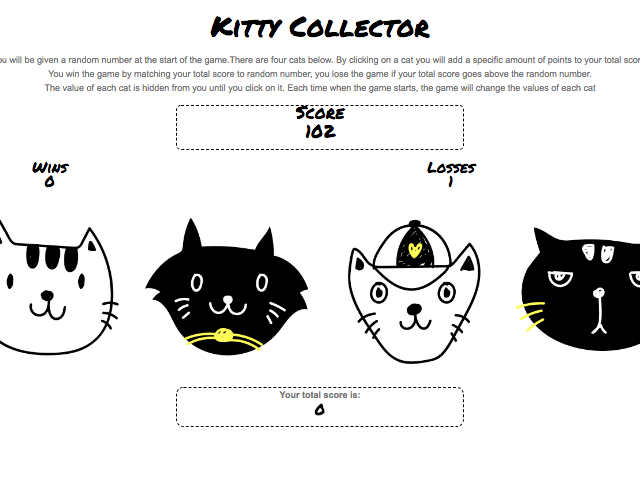 Kitty Collector
ou will be given a random number at the start of the game.There are four cats below. By clicking on a cat you will add a specific amount of points to your total scor
You win the game by matching your total score to random number, you lose the game if your total score goes above the random number.
The value of each cat is hidden from you until you click on it. Each time when the game starts, the game will change the values of each cat
Score
102
Wins
0
Losses
1
Your total score is:
0